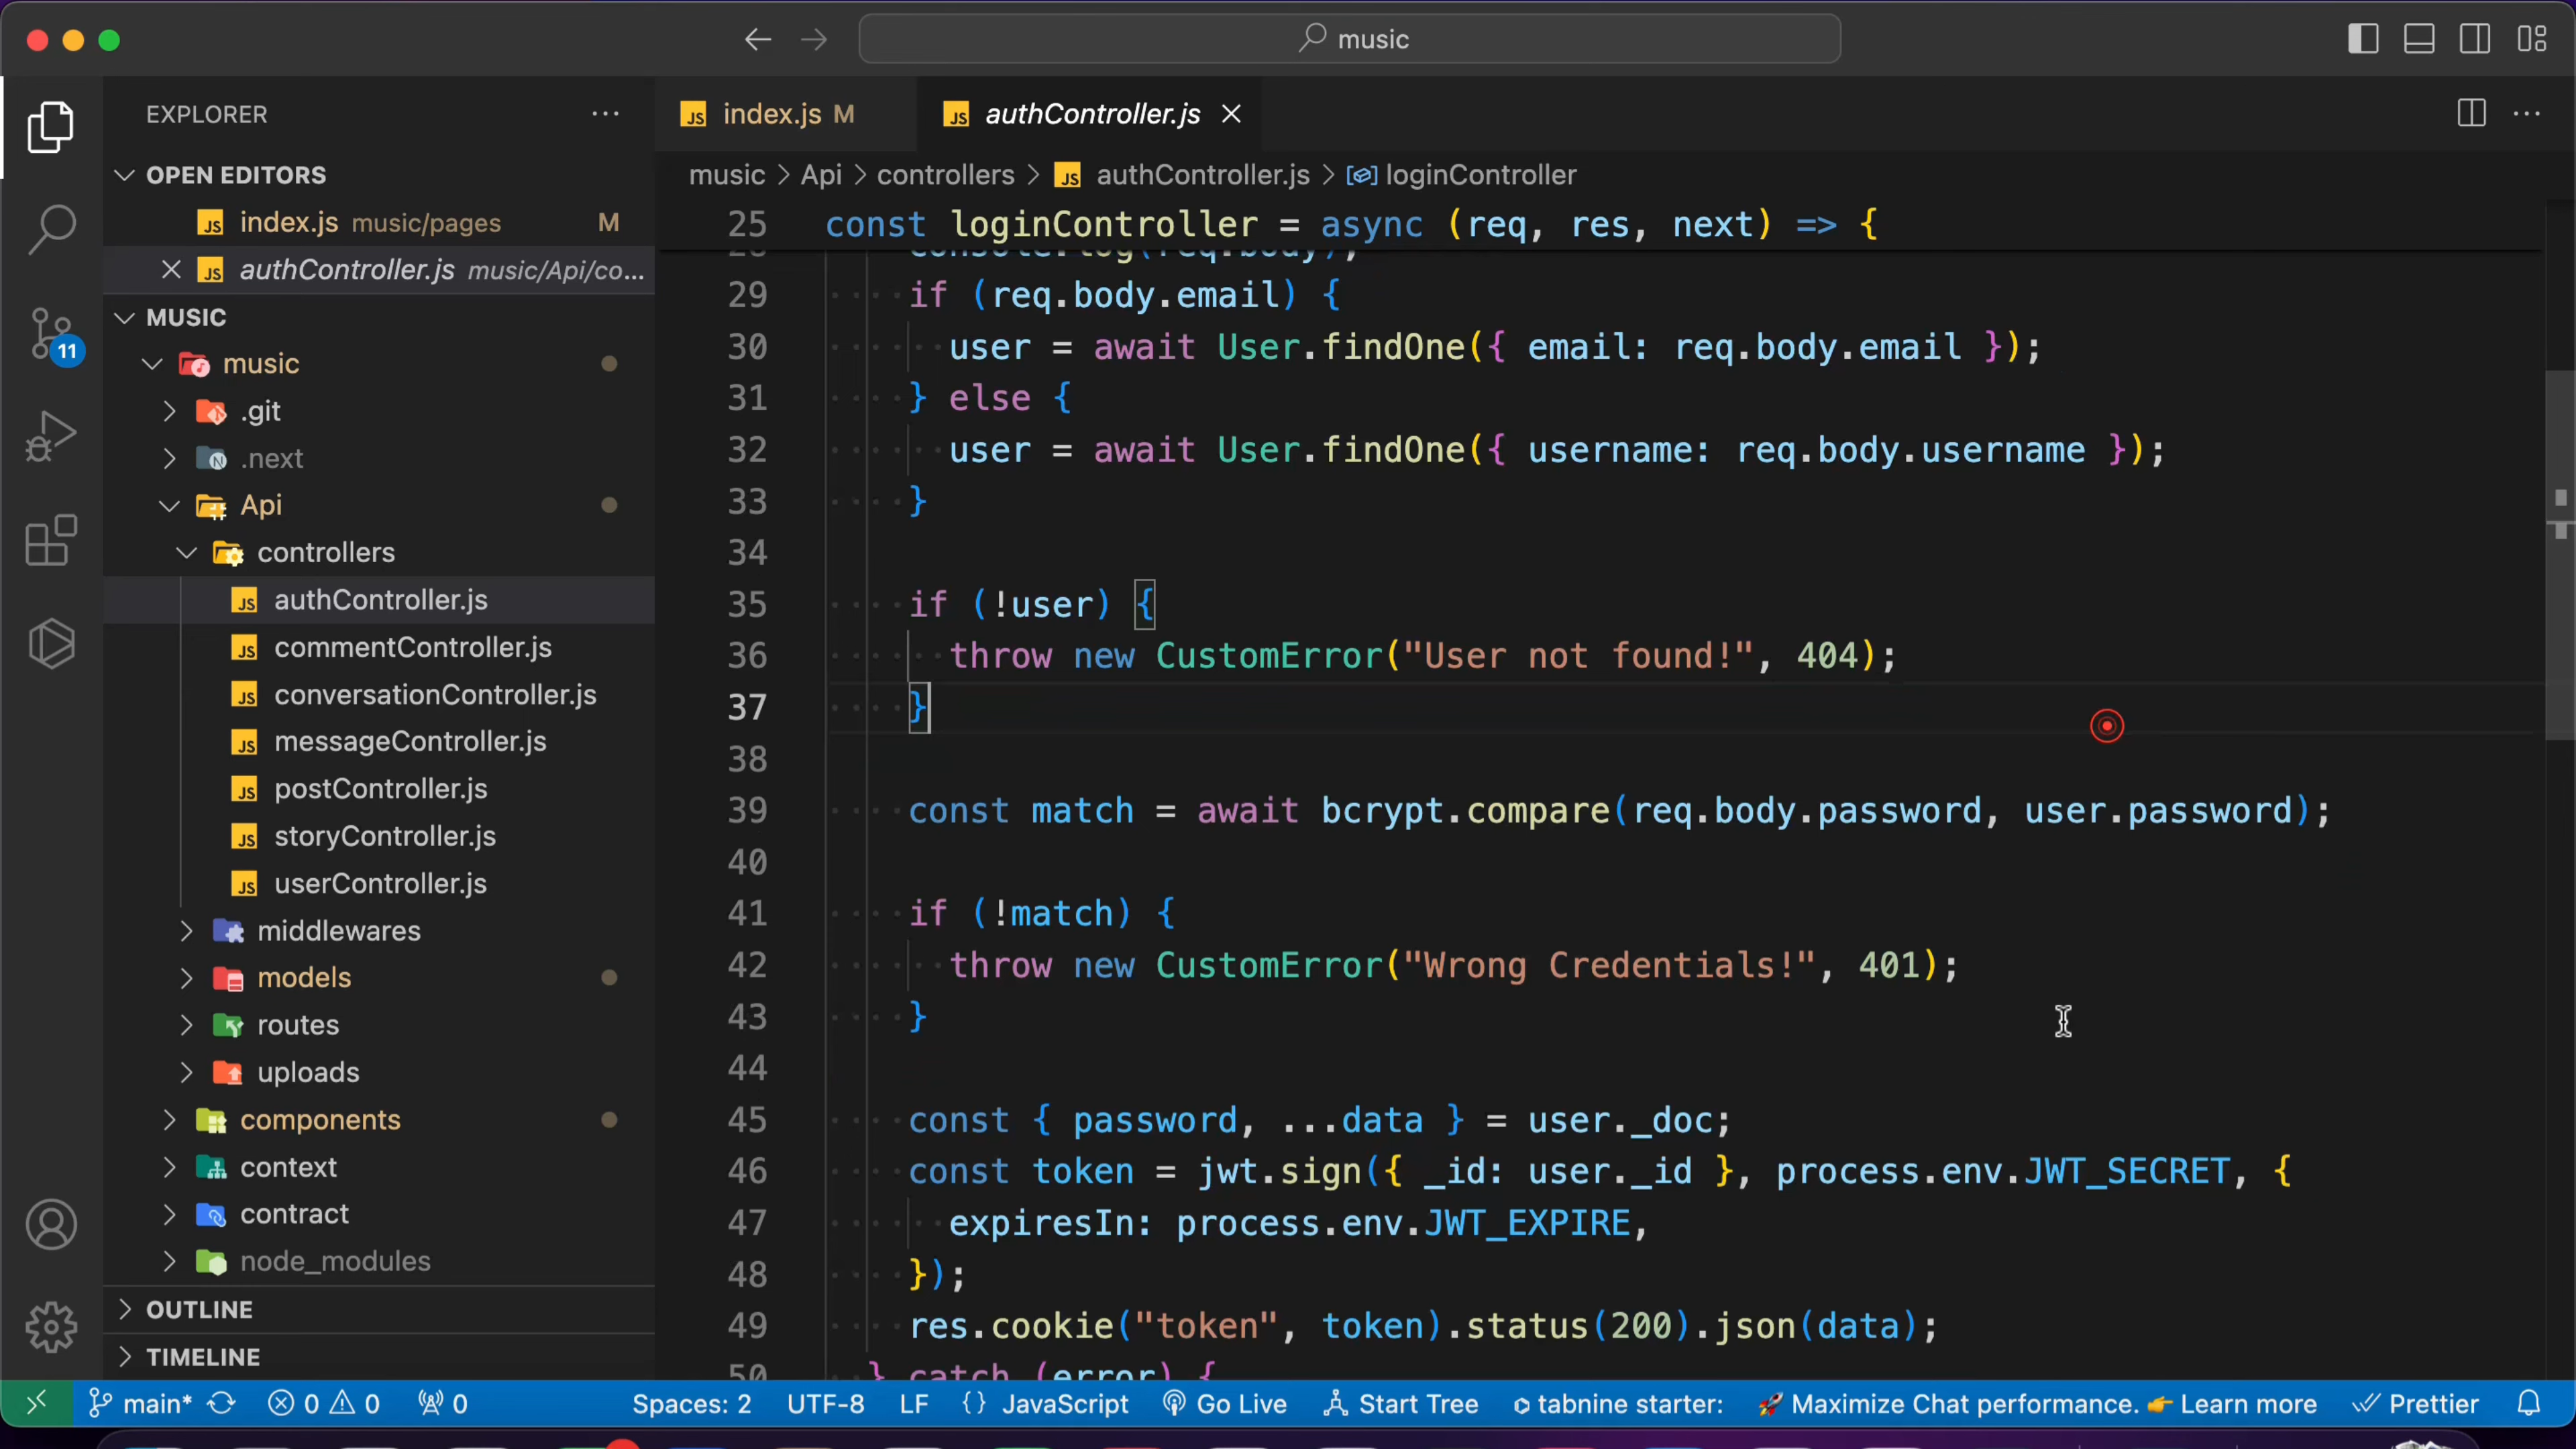 music
EXPLORER
index.js M
authController.js
OPEN EDITORS
index.js music/pages M
authController.js music/Api/co...
music > Api > controllers > JS authController.js > loginController
MUSIC
music
.git
.next
Api
controllers
authController.js
commentController.js
conversationController.js
messageController.js
postController.js
storyController.js
userController.js
middlewares
models
routes
uploads
components
context
contract
node_modules
OUTLINE
TIMELINE
11
25 const loginController = async (req, res, next) => {
console.log(req.body);
29 if (req.body.email) {
30 user = await User.findOne({ email: req.body.email });
31 } else {
32 user = await User.findOne({ username: req.body.username });
33 }
34
35 if (!user) {
36 throw new CustomError("User not found!", 404);
37 }
38
39 const match = await bcrypt.compare(req.body.password, user.password);
40
41 if (!match) {
42 throw new CustomError("Wrong Credentials!", 401);
43 }
44
45 const { password, ...data } = user._doc;
46 const token = jwt.sign({ _id: user._id }, process.env.JWT_SECRET, {
47 expiresIn: process.env.JWT_EXPIRE,
48 });
49 res.cookie("token", token).status(200).json(data);
50 } catch (error) {
main* 0 0 0 Spaces: 2 UTF-8 LF {} JavaScript Go Live Start Tree tabnine starter: 🚀 Maximize Chat performance. 👉 Learn more Prettier